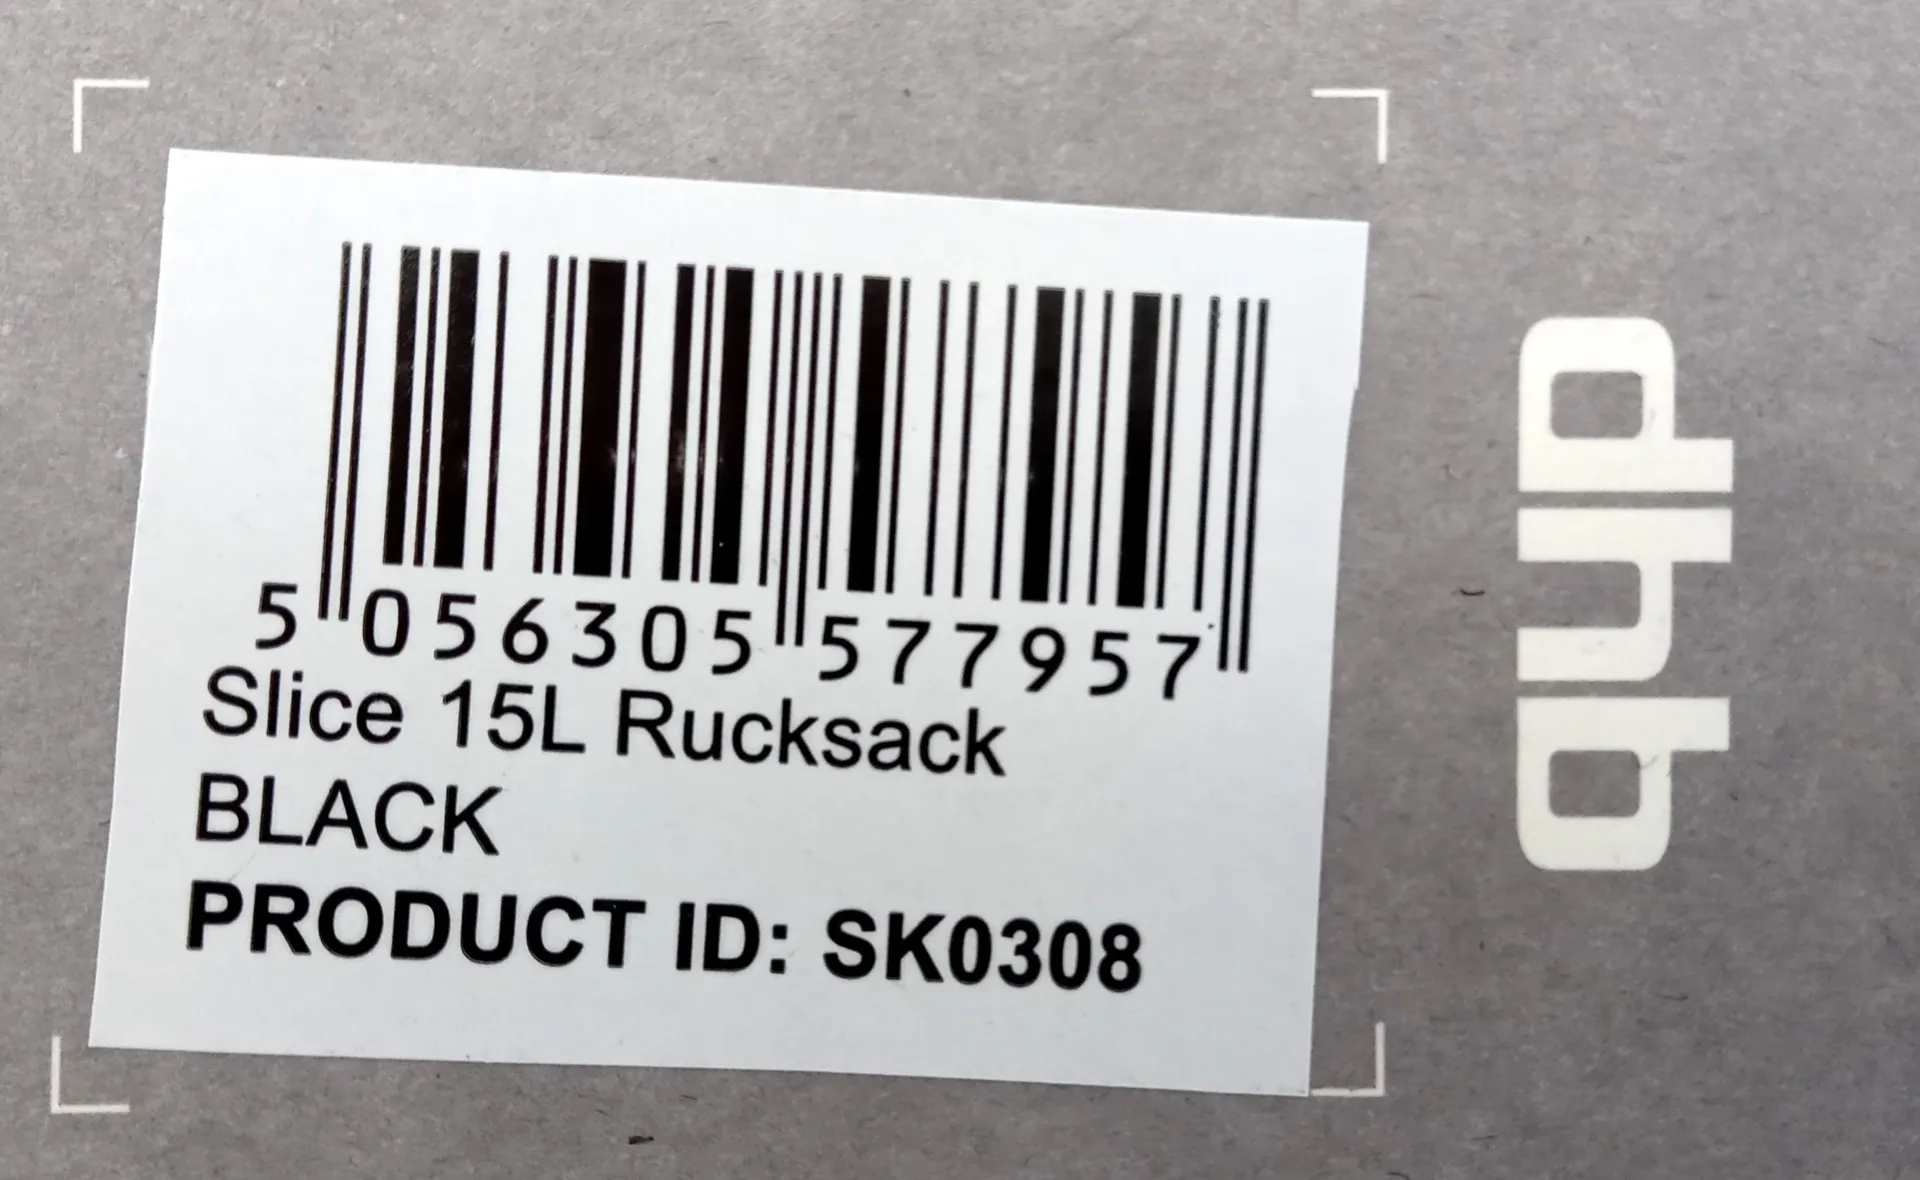 5 056305 577957
Slice 15L Rucksack
BLACK
PRODUCT ID: SK0308
dhb